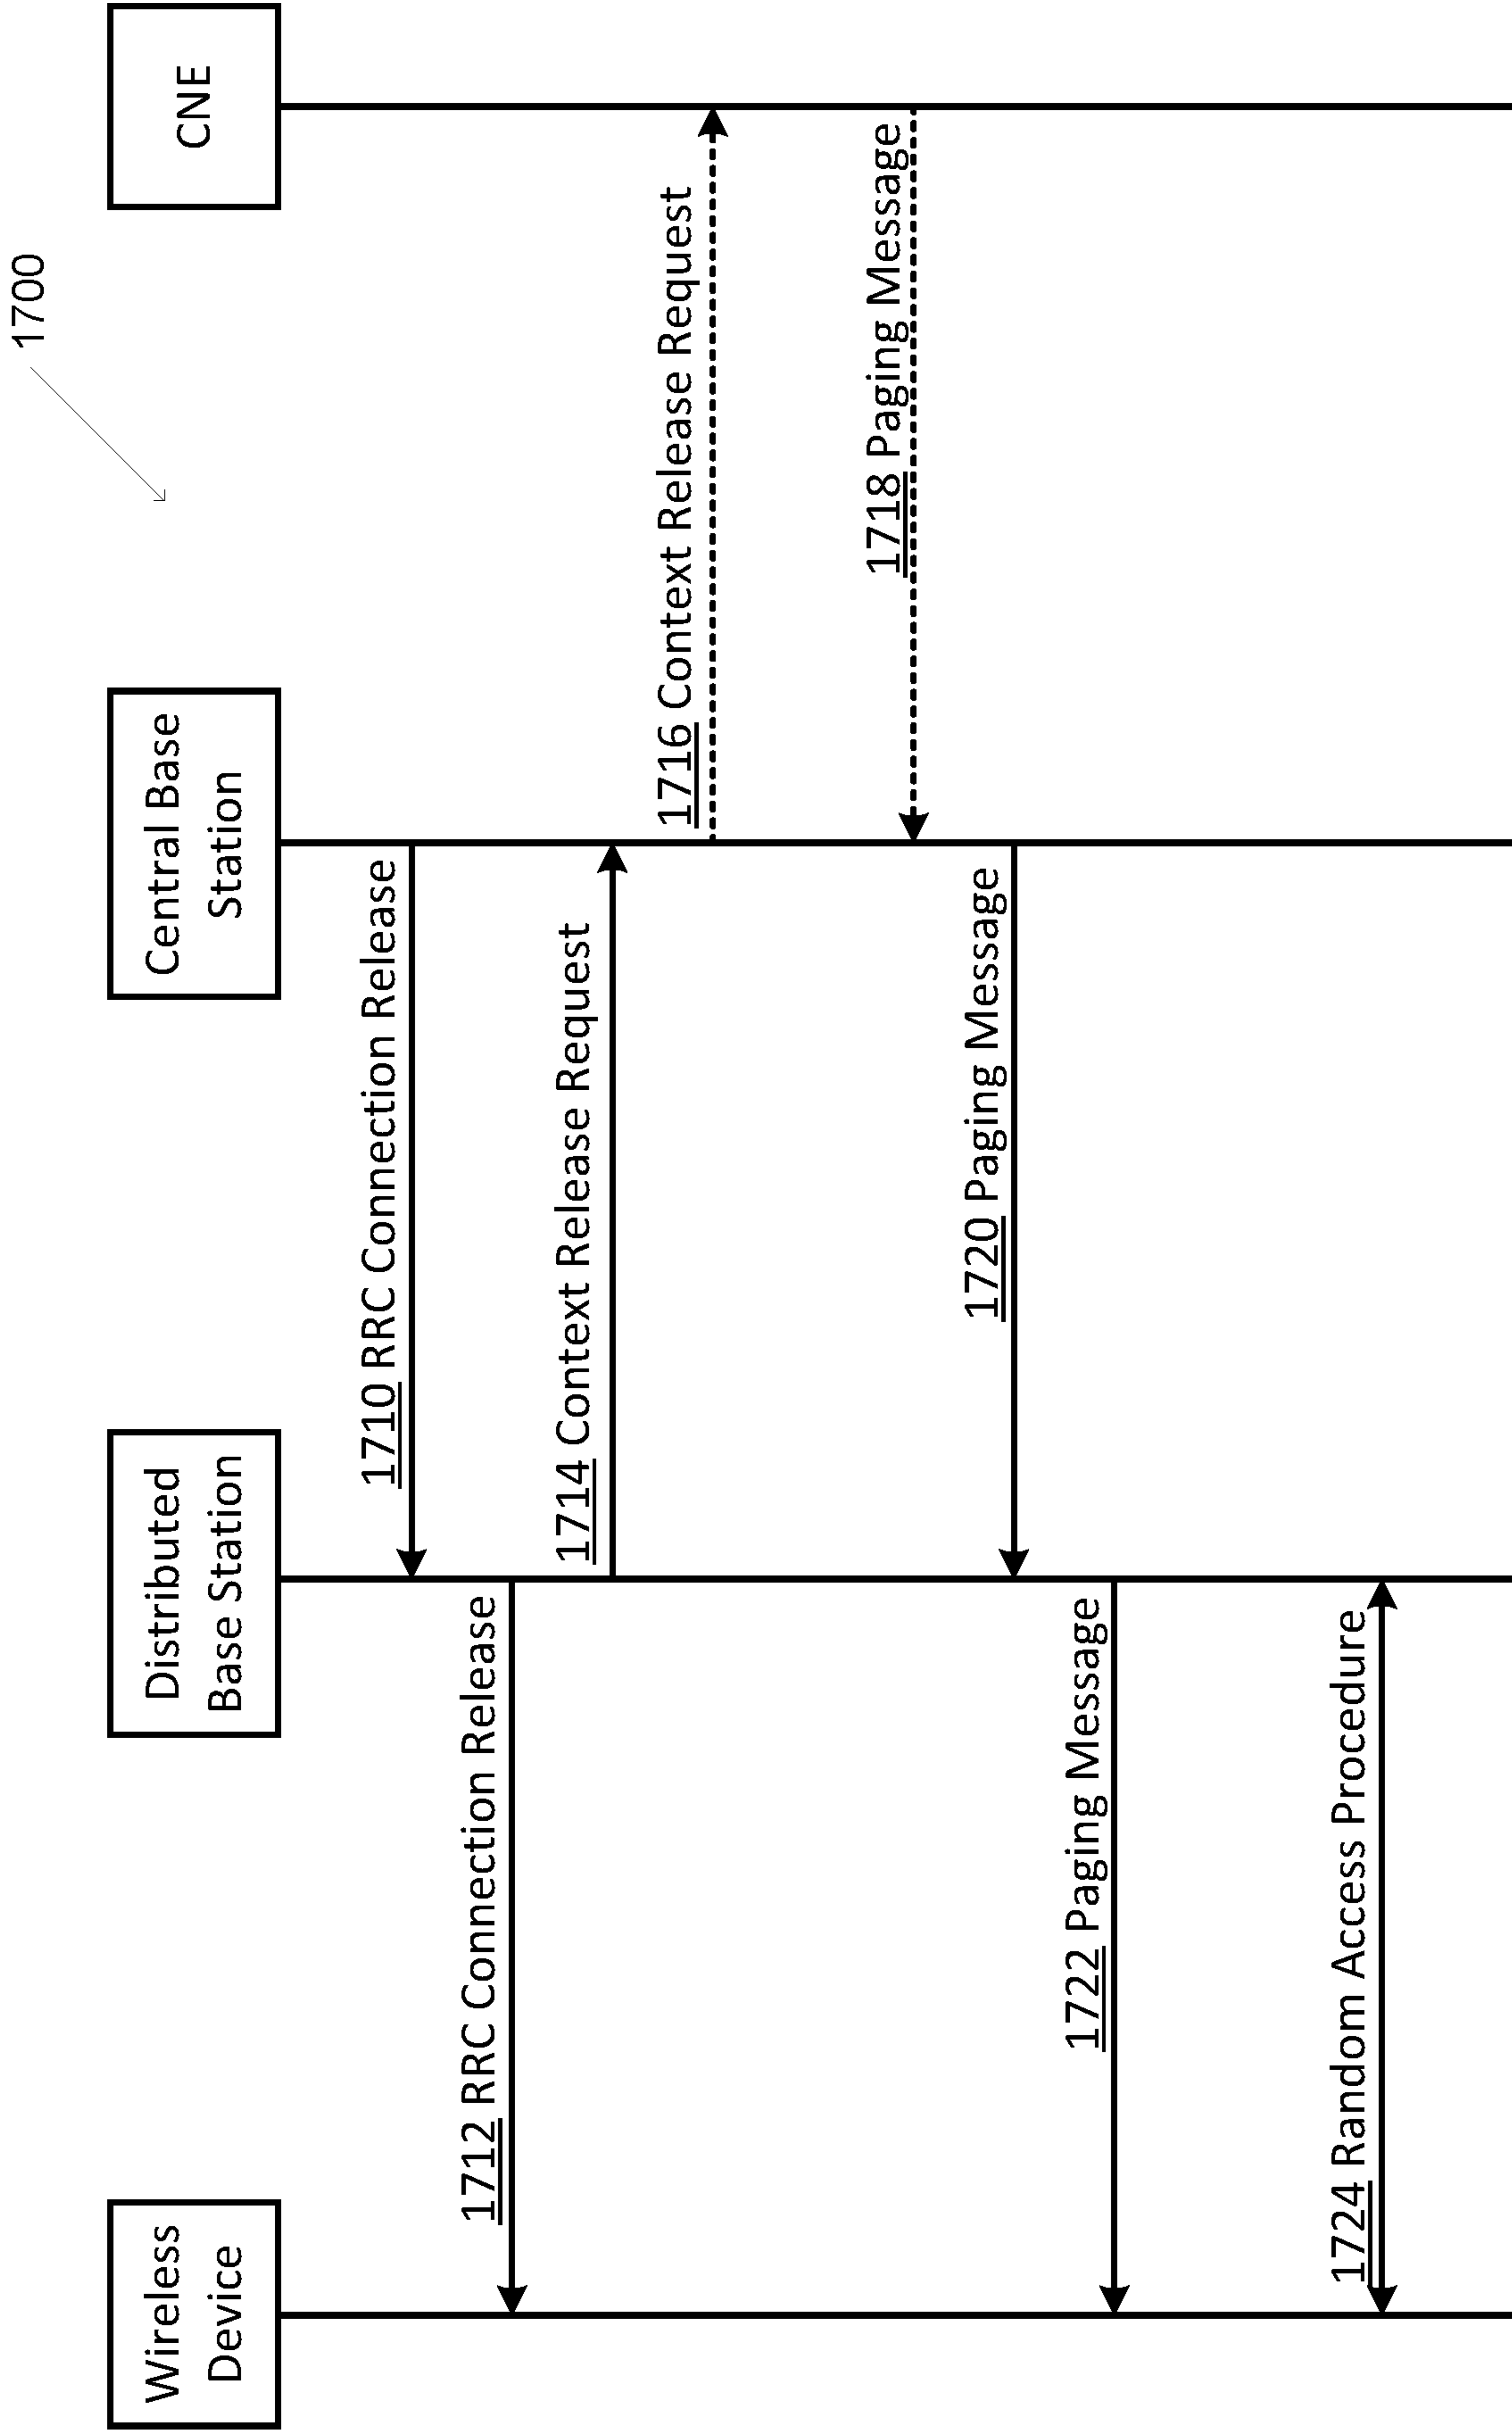 1700
Wireless
Device
Distributed
Base Station
Central Base
Station
CNE
1710 RRC Connection Release
1712 RRC Connection Release
1714 Context Release Request
1716 Context Release Request
1718 Paging Message
1720 Paging Message
1722 Paging Message
1724 Random Access Procedure